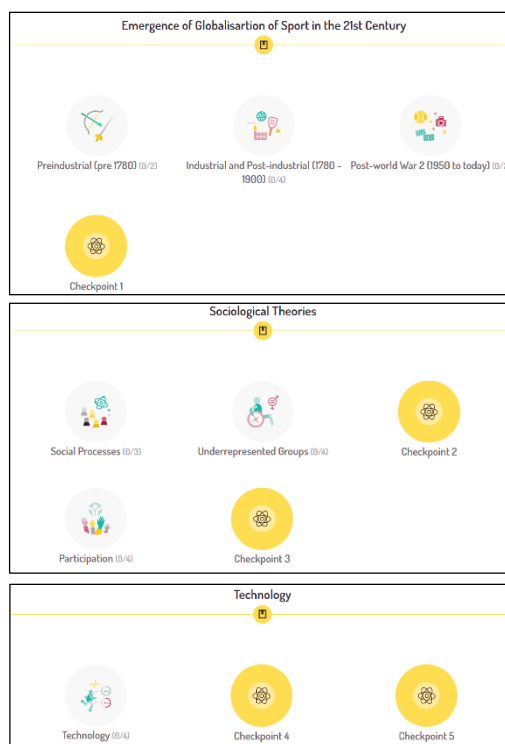 Emergence of Globalisartion of Sport in the 21st Century
Preindustrial (pre 1780) (0/2)
Industrial and Post-industrial (1780 -
1900) (0/4)
Post-world War 2 (1950 to today) (0/
Checkpoint 1
Sociological Theories
Social Processes (0/3)
Underrepresented Groups (0/4)
Checkpoint 2
Participation (0/4)
Checkpoint 3
Technology
Technology (0/4)
Checkpoint 4
Checkpoint 5